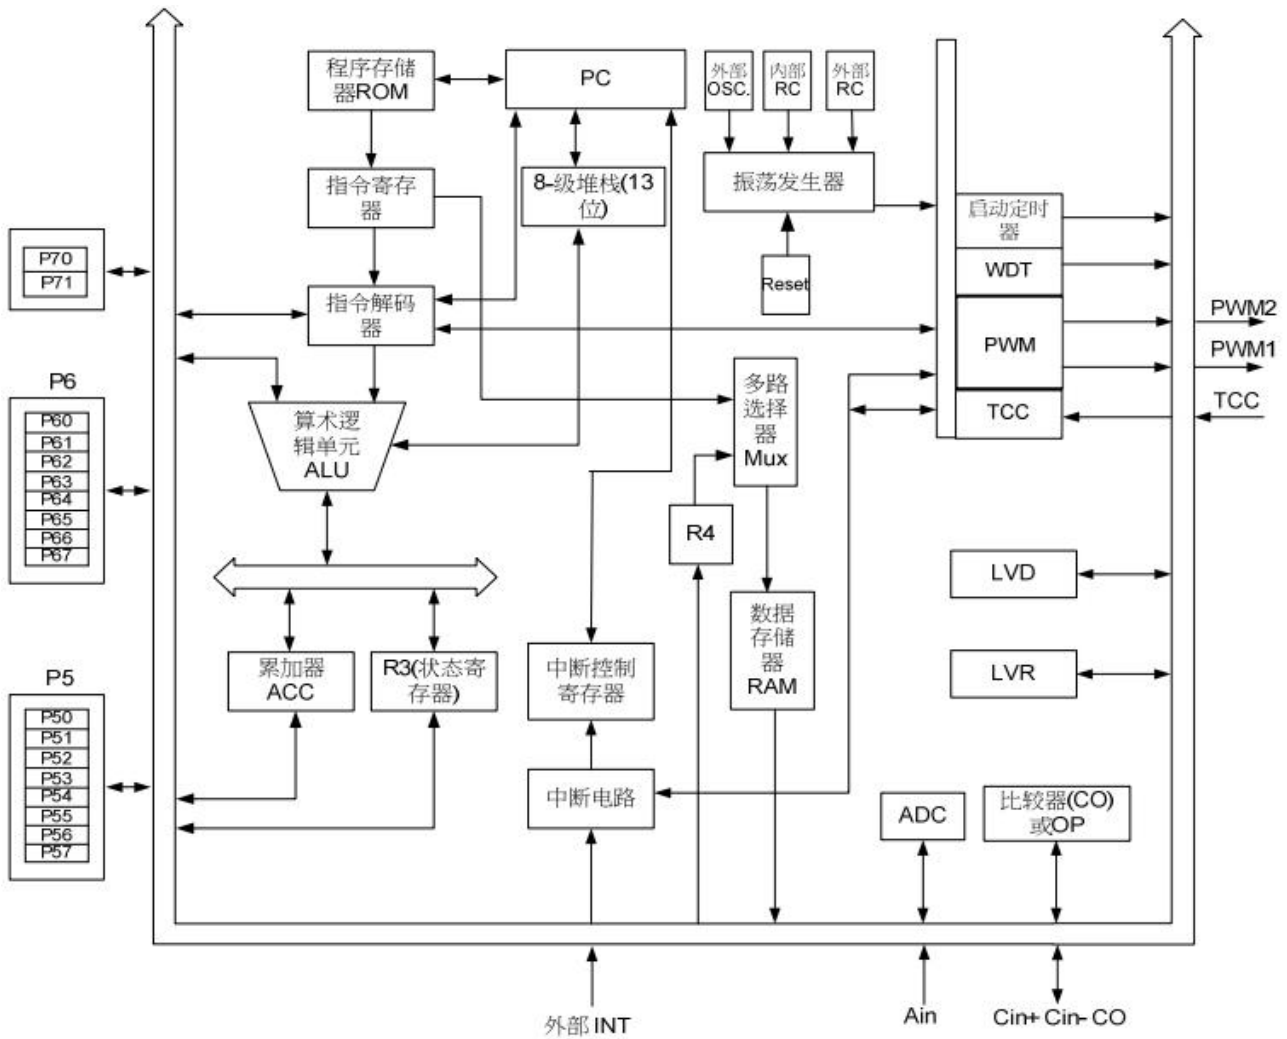 程序存储
器ROM
PC
外部
OSC.
内部
RC
外部
RC
指令寄存
器
8-级堆栈(13
位)
振荡发生器
启动定时
器
P70
P71
WDT
Reset
指令解码
器
PWM
PWM2
PWM1
P6
多路
选择
器
Mux
TCC
TCC
P60
P61
P62
P63
P64
P65
P66
P67
算术逻
辑单元
ALU
R4
LVD
数据
存储
器
RAM
P5
累加器
ACC
R3(状态寄
存器)
中断控制
寄存器
LVR
P50
P51
P52
P53
P54
P55
P56
P57
中断电路
ADC
比较器(CO)
或OP
外部 INT
Ain
Cin+ Cin- CO